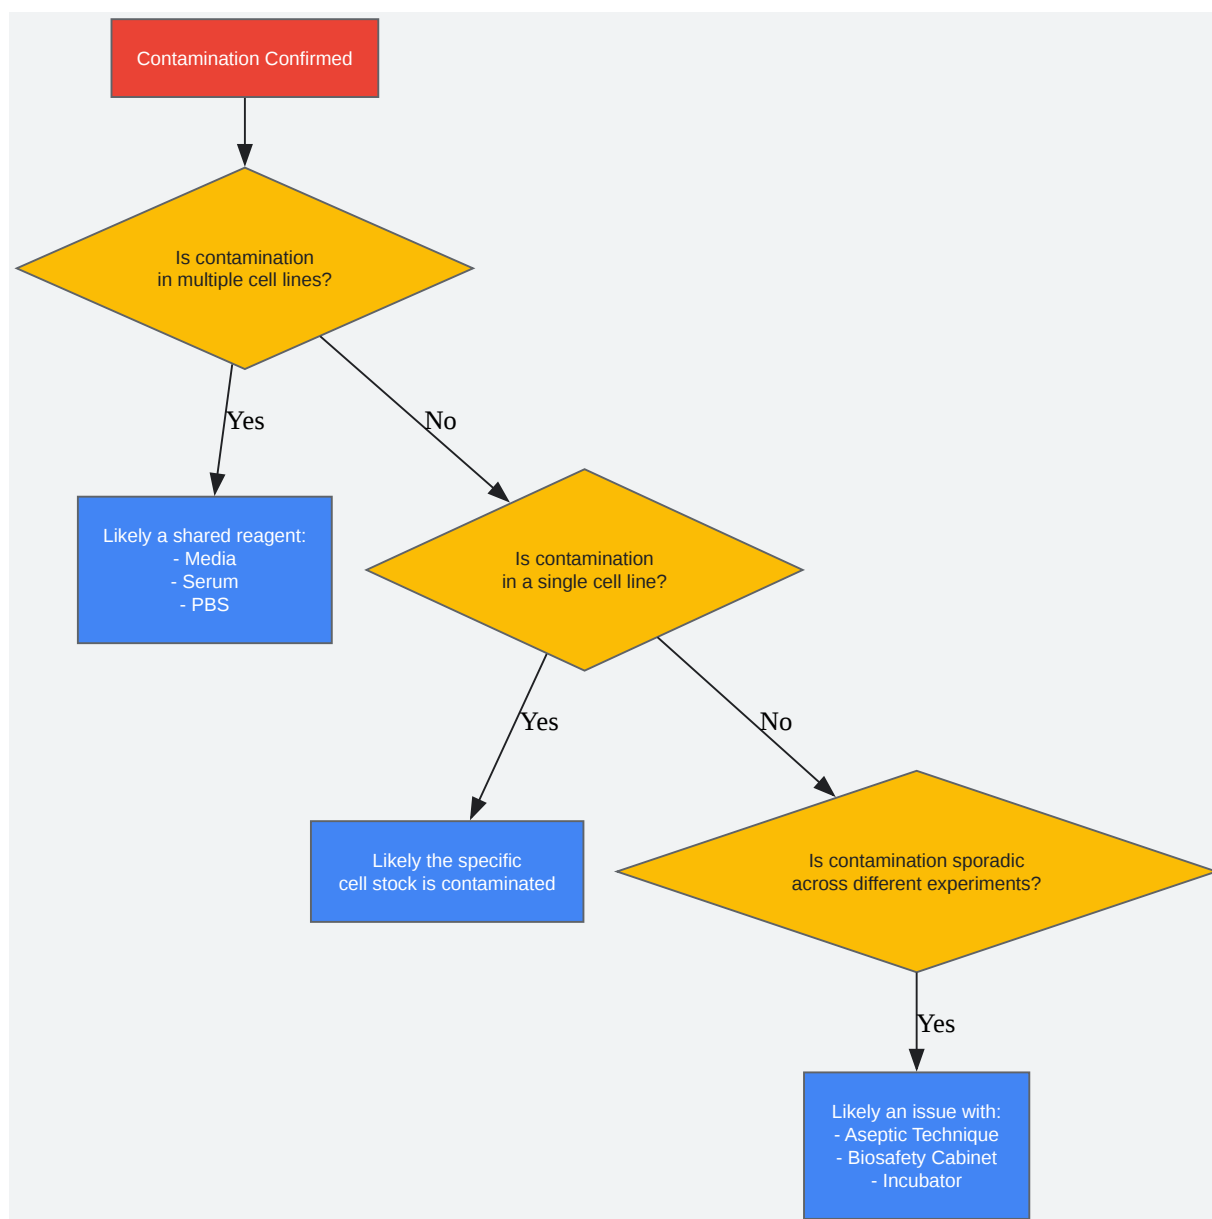 Contamination Confirmed
Is contamination
in multiple cell lines?
Yes
No
Likely a shared reagent:
- Media
- Serum
- PBS
Is contamination
in a single cell line?
Yes
No
Likely the specific
cell stock is contaminated
Is contamination sporadic
across different experiments?
Yes
Likely an issue with:
- Aseptic Technique
- Biosafety Cabinet
- Incubator